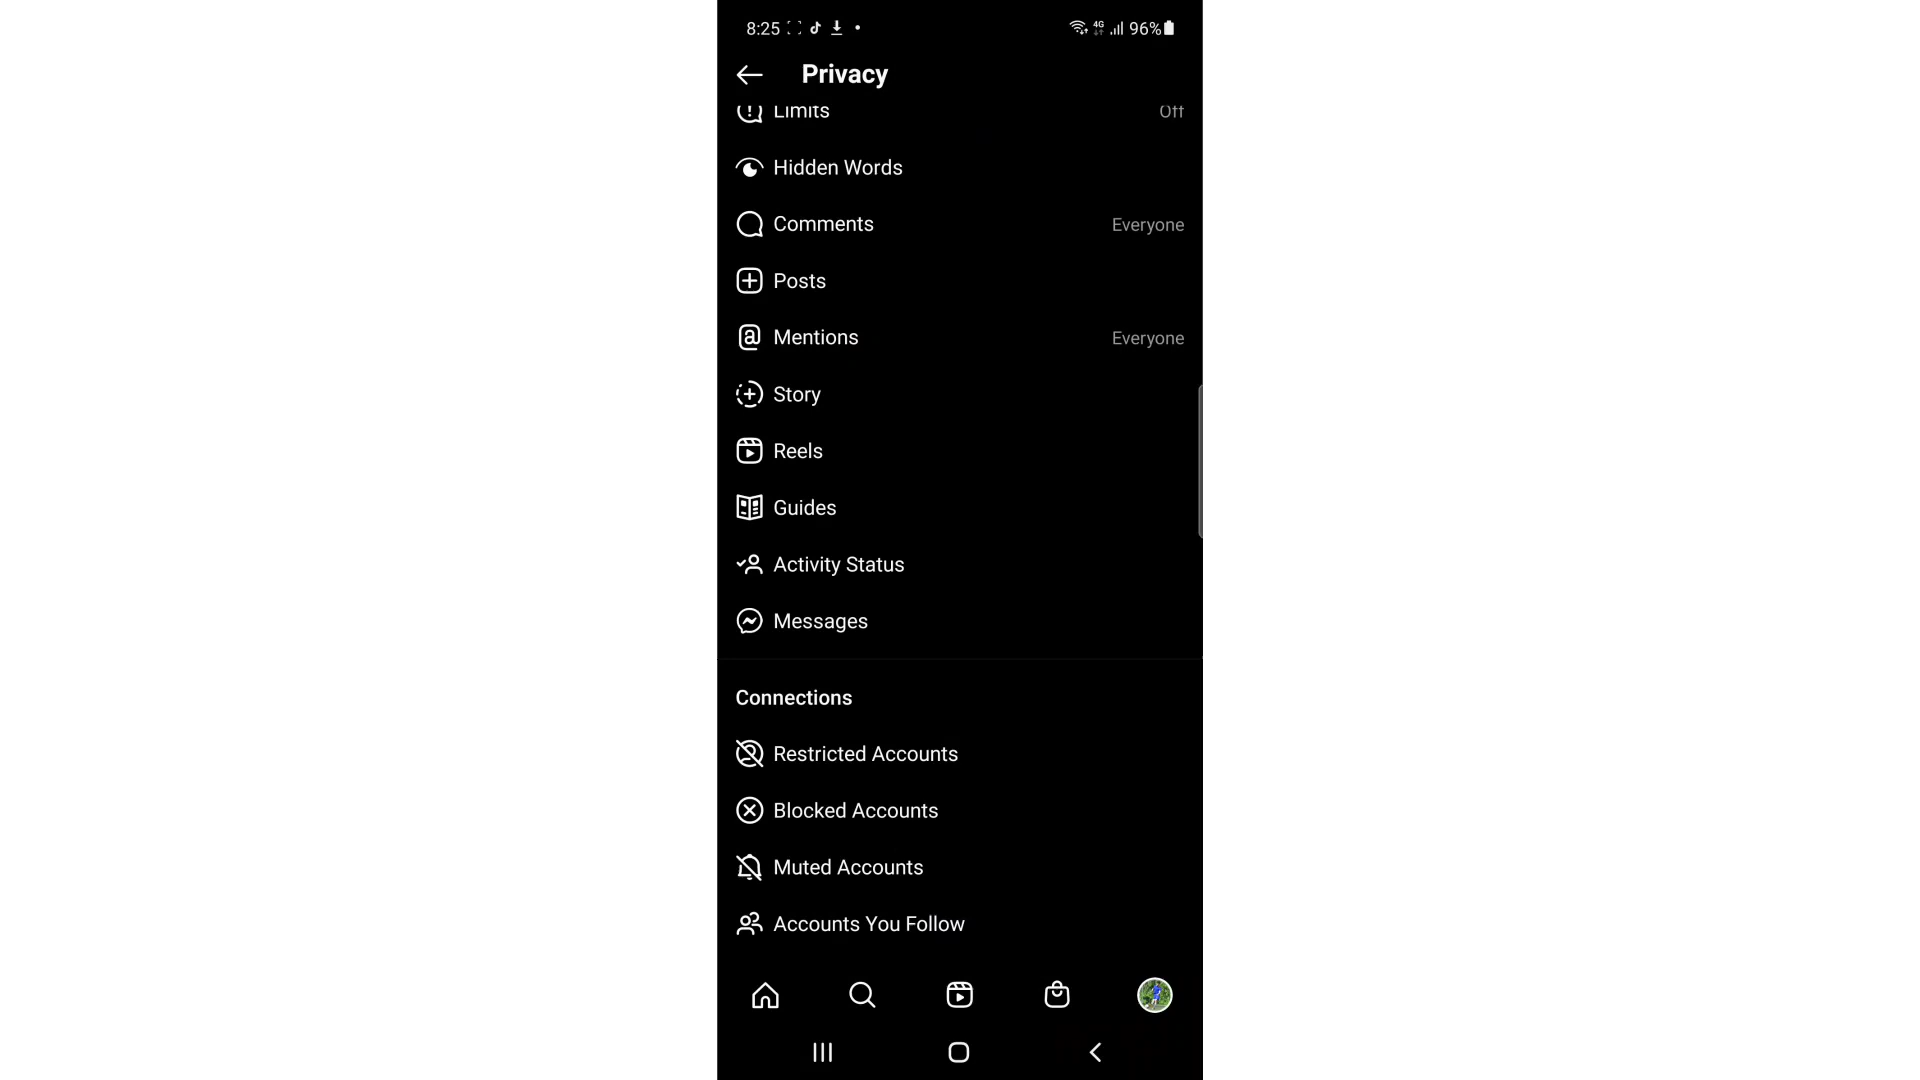 8:25 4G 96%
Privacy
Limits Off
Hidden Words
Comments Everyone
Posts
Mentions Everyone
Story
Reels
Guides
Activity Status
Messages
Connections
Restricted Accounts
Blocked Accounts
Muted Accounts
Accounts You Follow